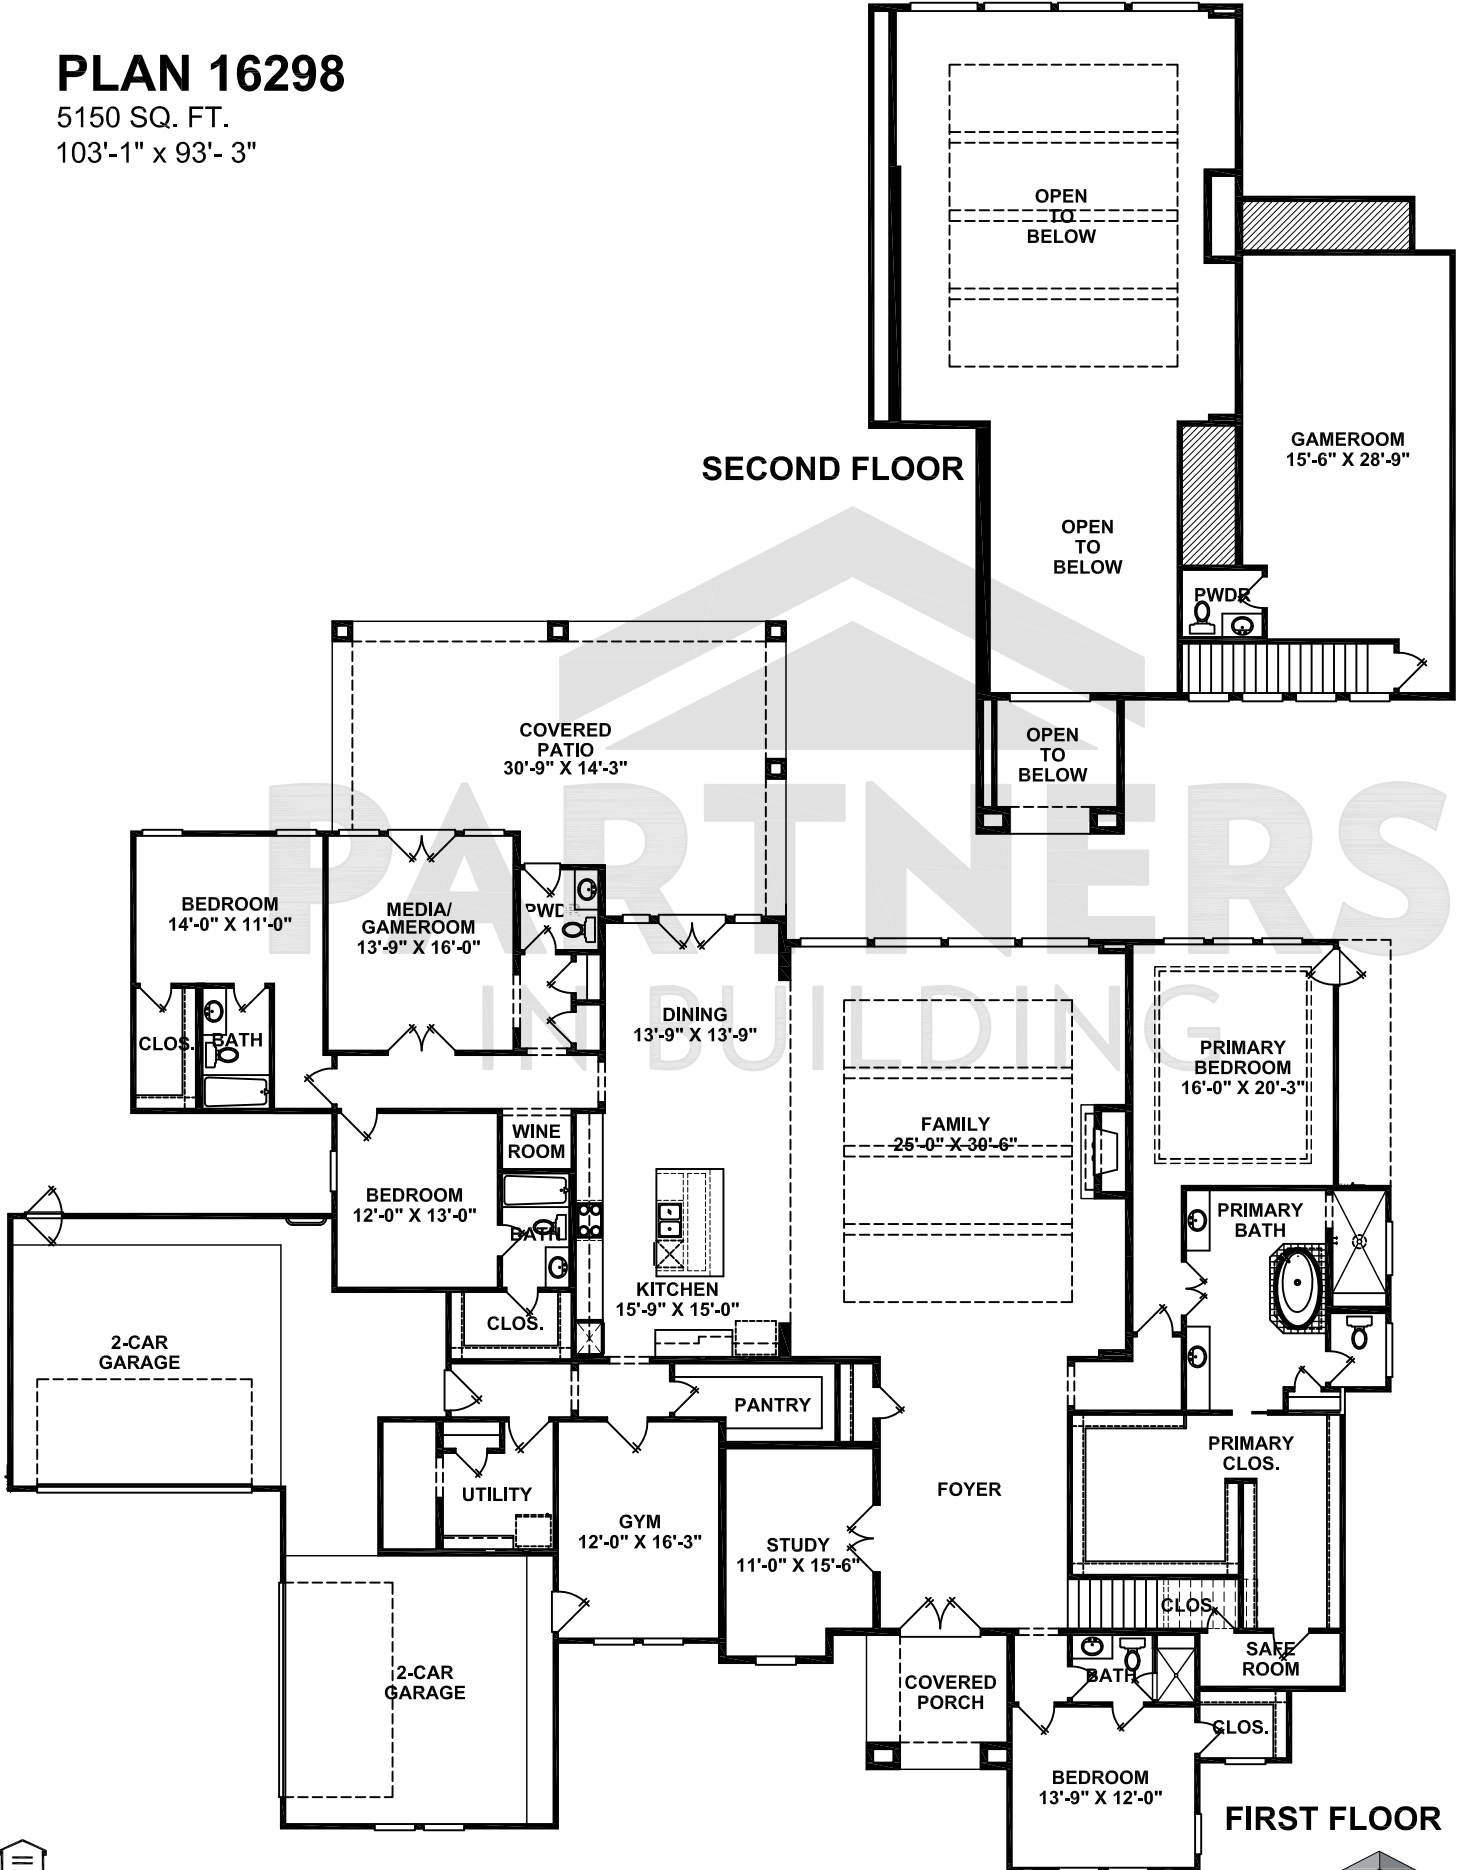 PLAN 16298
5150 SQ. FT.
103'-1" x 93'- 3"
OPEN
TO
BELOW
GAMEROOM
15'-6" X 28'-9"
SECOND FLOOR
OPEN
TO
BELOW
PWDR
OPEN
TO
BELOW
COVERED
PATIO
30'-9" X 14'-3"
PARTNERS
IN BUILDING
BEDROOM
14'-0" X 11'-0"
MEDIA/
GAMEROOM
13'-9" X 16'-0"
PWDR
DINING
13'-9" X 13'-9"
CLOS.
BATH
PRIMARY
BEDROOM
16'-0" X 20'-3"
FAMILY
25'-0" X 30'-6"
WINE
ROOM
BEDROOM
12'-0" X 13'-0"
BATH
PRIMARY
BATH
KITCHEN
15'-9" X 15'-0"
CLOS.
2-CAR
GARAGE
PANTRY
PRIMARY
CLOS.
UTILITY
FOYER
GYM
12'-0" X 16'-3"
STUDY
11'-0" X 15'-6"
CLOS.
SAFE
ROOM
2-CAR
GARAGE
COVERED
PORCH
BATH
CLOS.
BEDROOM
13'-9" X 12'-0"
FIRST FLOOR